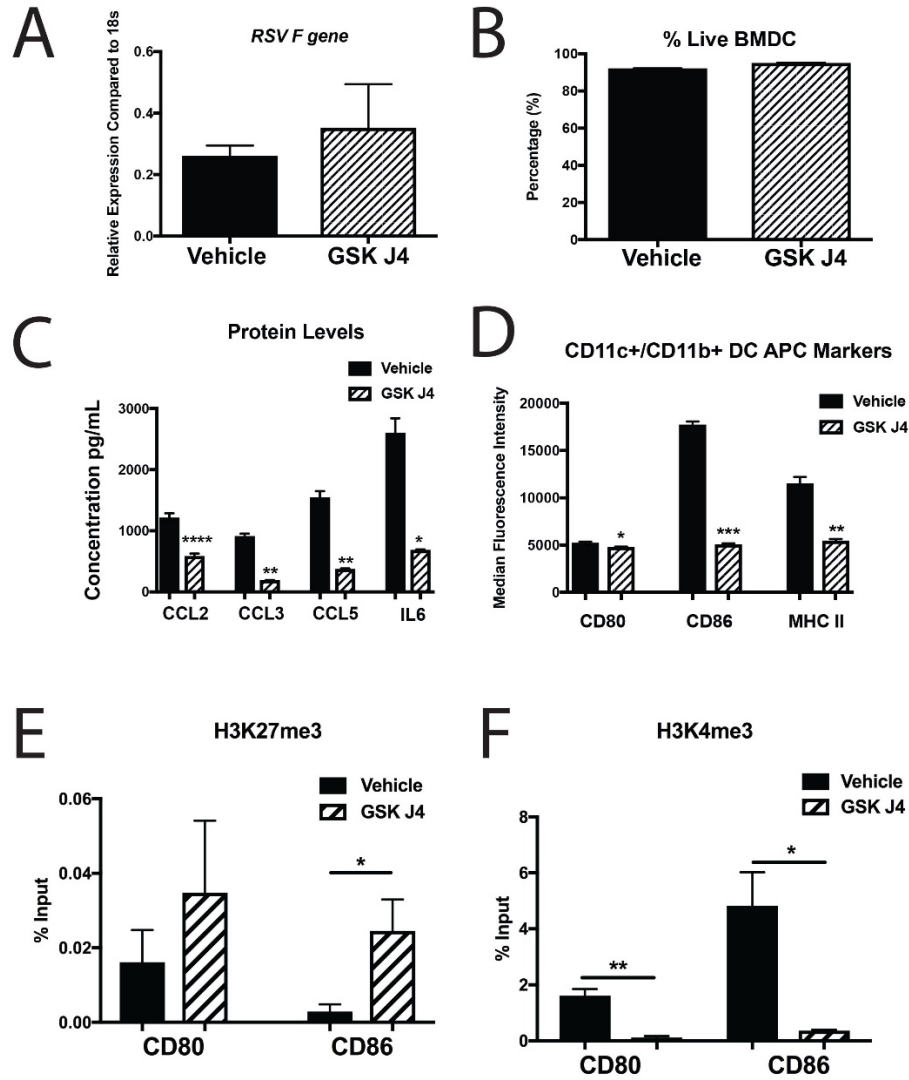 A
RSV F gene
Relative Expression Compared to 18s
0.6
0.4
0.2
0.0
Vehicle
GSK J4
B
% Live BMDC
Percentage (%)
100
80
60
40
20
0
Vehicle
GSK J4
C
Protein Levels
Vehicle
GSK J4
Concentration pg/mL
3000
2000
1000
0
****
**
**
*
CCL2
CCL3
CCL5
IL6
D
CD11c+/CD11b+ DC APC Markers
Vehicle
GSK J4
Median Fluorescence Intensity
20000
15000
10000
5000
0
*
***
**
CD80
CD86
MHC II
E
H3K27me3
Vehicle
GSK J4
% Input
0.06
0.04
0.02
0.00
*
CD80
CD86
F
H3K4me3
Vehicle
GSK J4
% Input
8
6
4
2
0
**
*
CD80
CD86